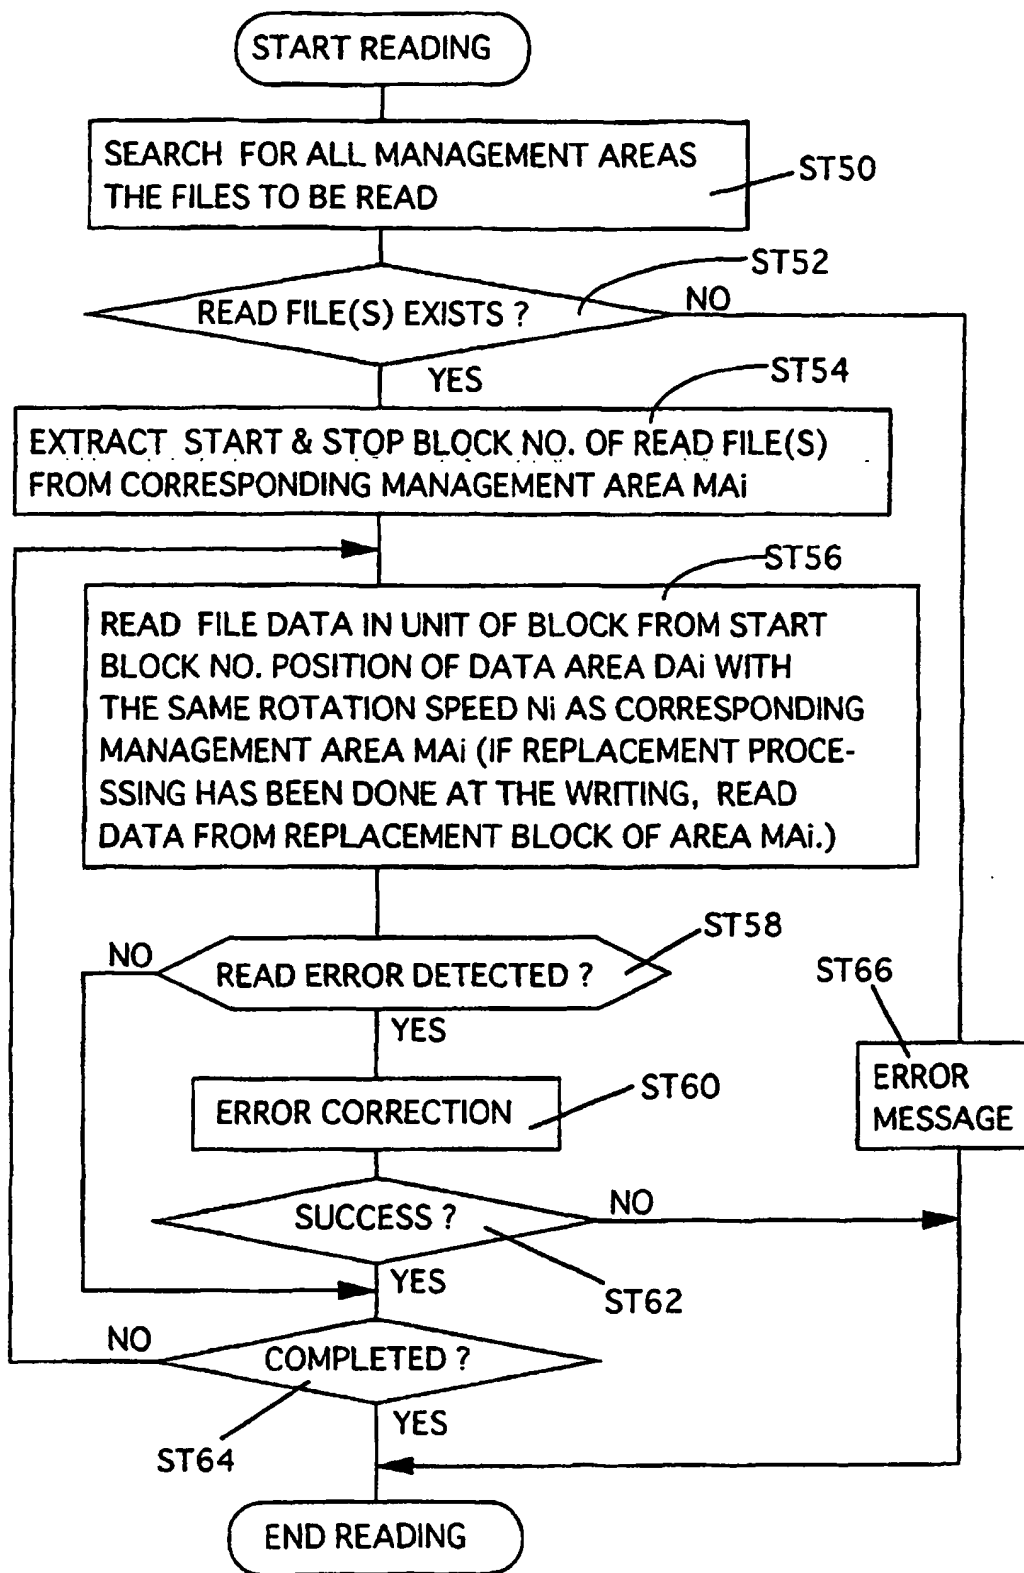 START READING
SEARCH FOR ALL MANAGEMENT AREAS
THE FILES TO BE READ
ST50
ST52
READ FILE(S) EXISTS ?
NO
YES
ST54
EXTRACT START & STOP BLOCK NO. OF READ FILE(S)
FROM CORRESPONDING MANAGEMENT AREA MAi
ST56
READ FILE DATA IN UNIT OF BLOCK FROM START
BLOCK NO. POSITION OF DATA AREA DAi WITH
THE SAME ROTATION SPEED Ni AS CORRESPONDING
MANAGEMENT AREA MAi (IF REPLACEMENT PROCE-
SSING HAS BEEN DONE AT THE WRITING, READ
DATA FROM REPLACEMENT BLOCK OF AREA MAi.)
ST58
NO
READ ERROR DETECTED ?
ST66
YES
ERROR
MESSAGE
ST60
ERROR CORRECTION
SUCCESS ?
NO
YES
ST62
NO
COMPLETED ?
YES
ST64
END READING